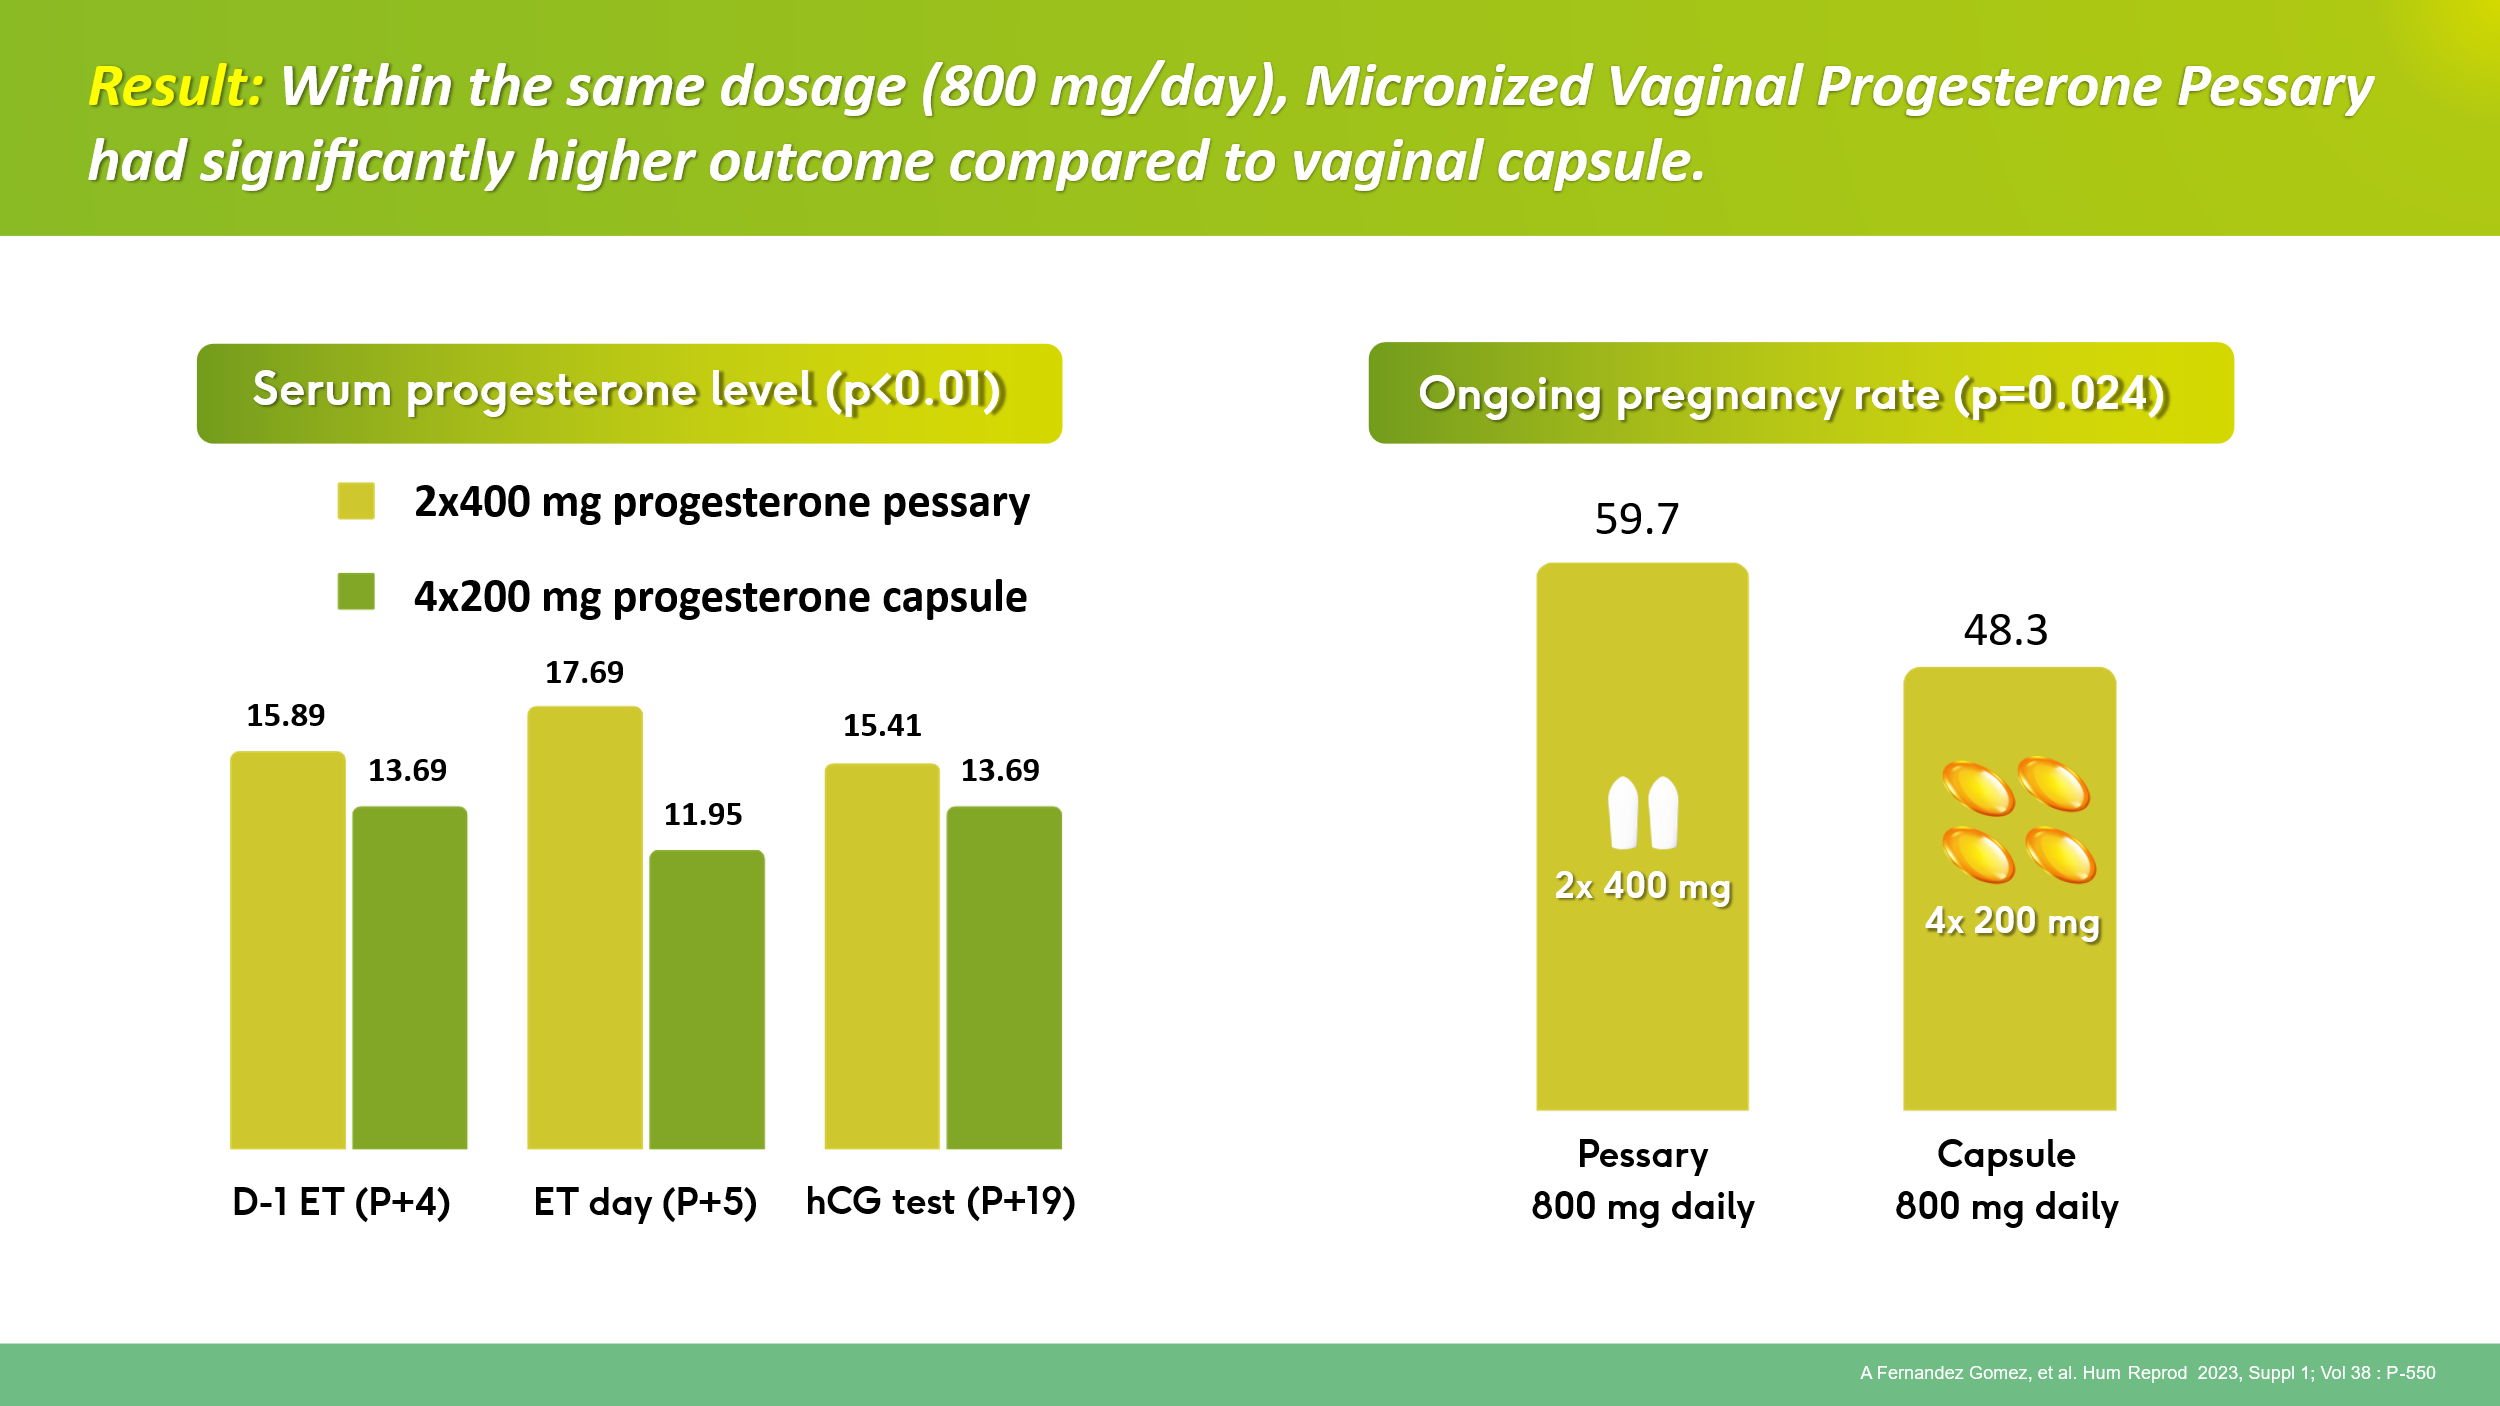 Result: Within the same dosage (800 mg/day), Micronized Vaginal Progesterone Pessary
had significantly higher outcome compared to vaginal capsule.
Serum progesterone level (p<0.01)
2x400 mg progesterone pessary
4x200 mg progesterone capsule
15.89
13.69
17.69
11.95
15.41
13.69
D-1 ET (P+4)
ET day (P+5)
hCG test (P+19)
Ongoing pregnancy rate (p=0.024)
59.7
48.3
2x 400 mg
4x 200 mg
Pessary
800 mg daily
Capsule
800 mg daily
A Fernandez Gomez, et al. Hum Reprod 2023, Suppl 1; Vol 38 : P-550